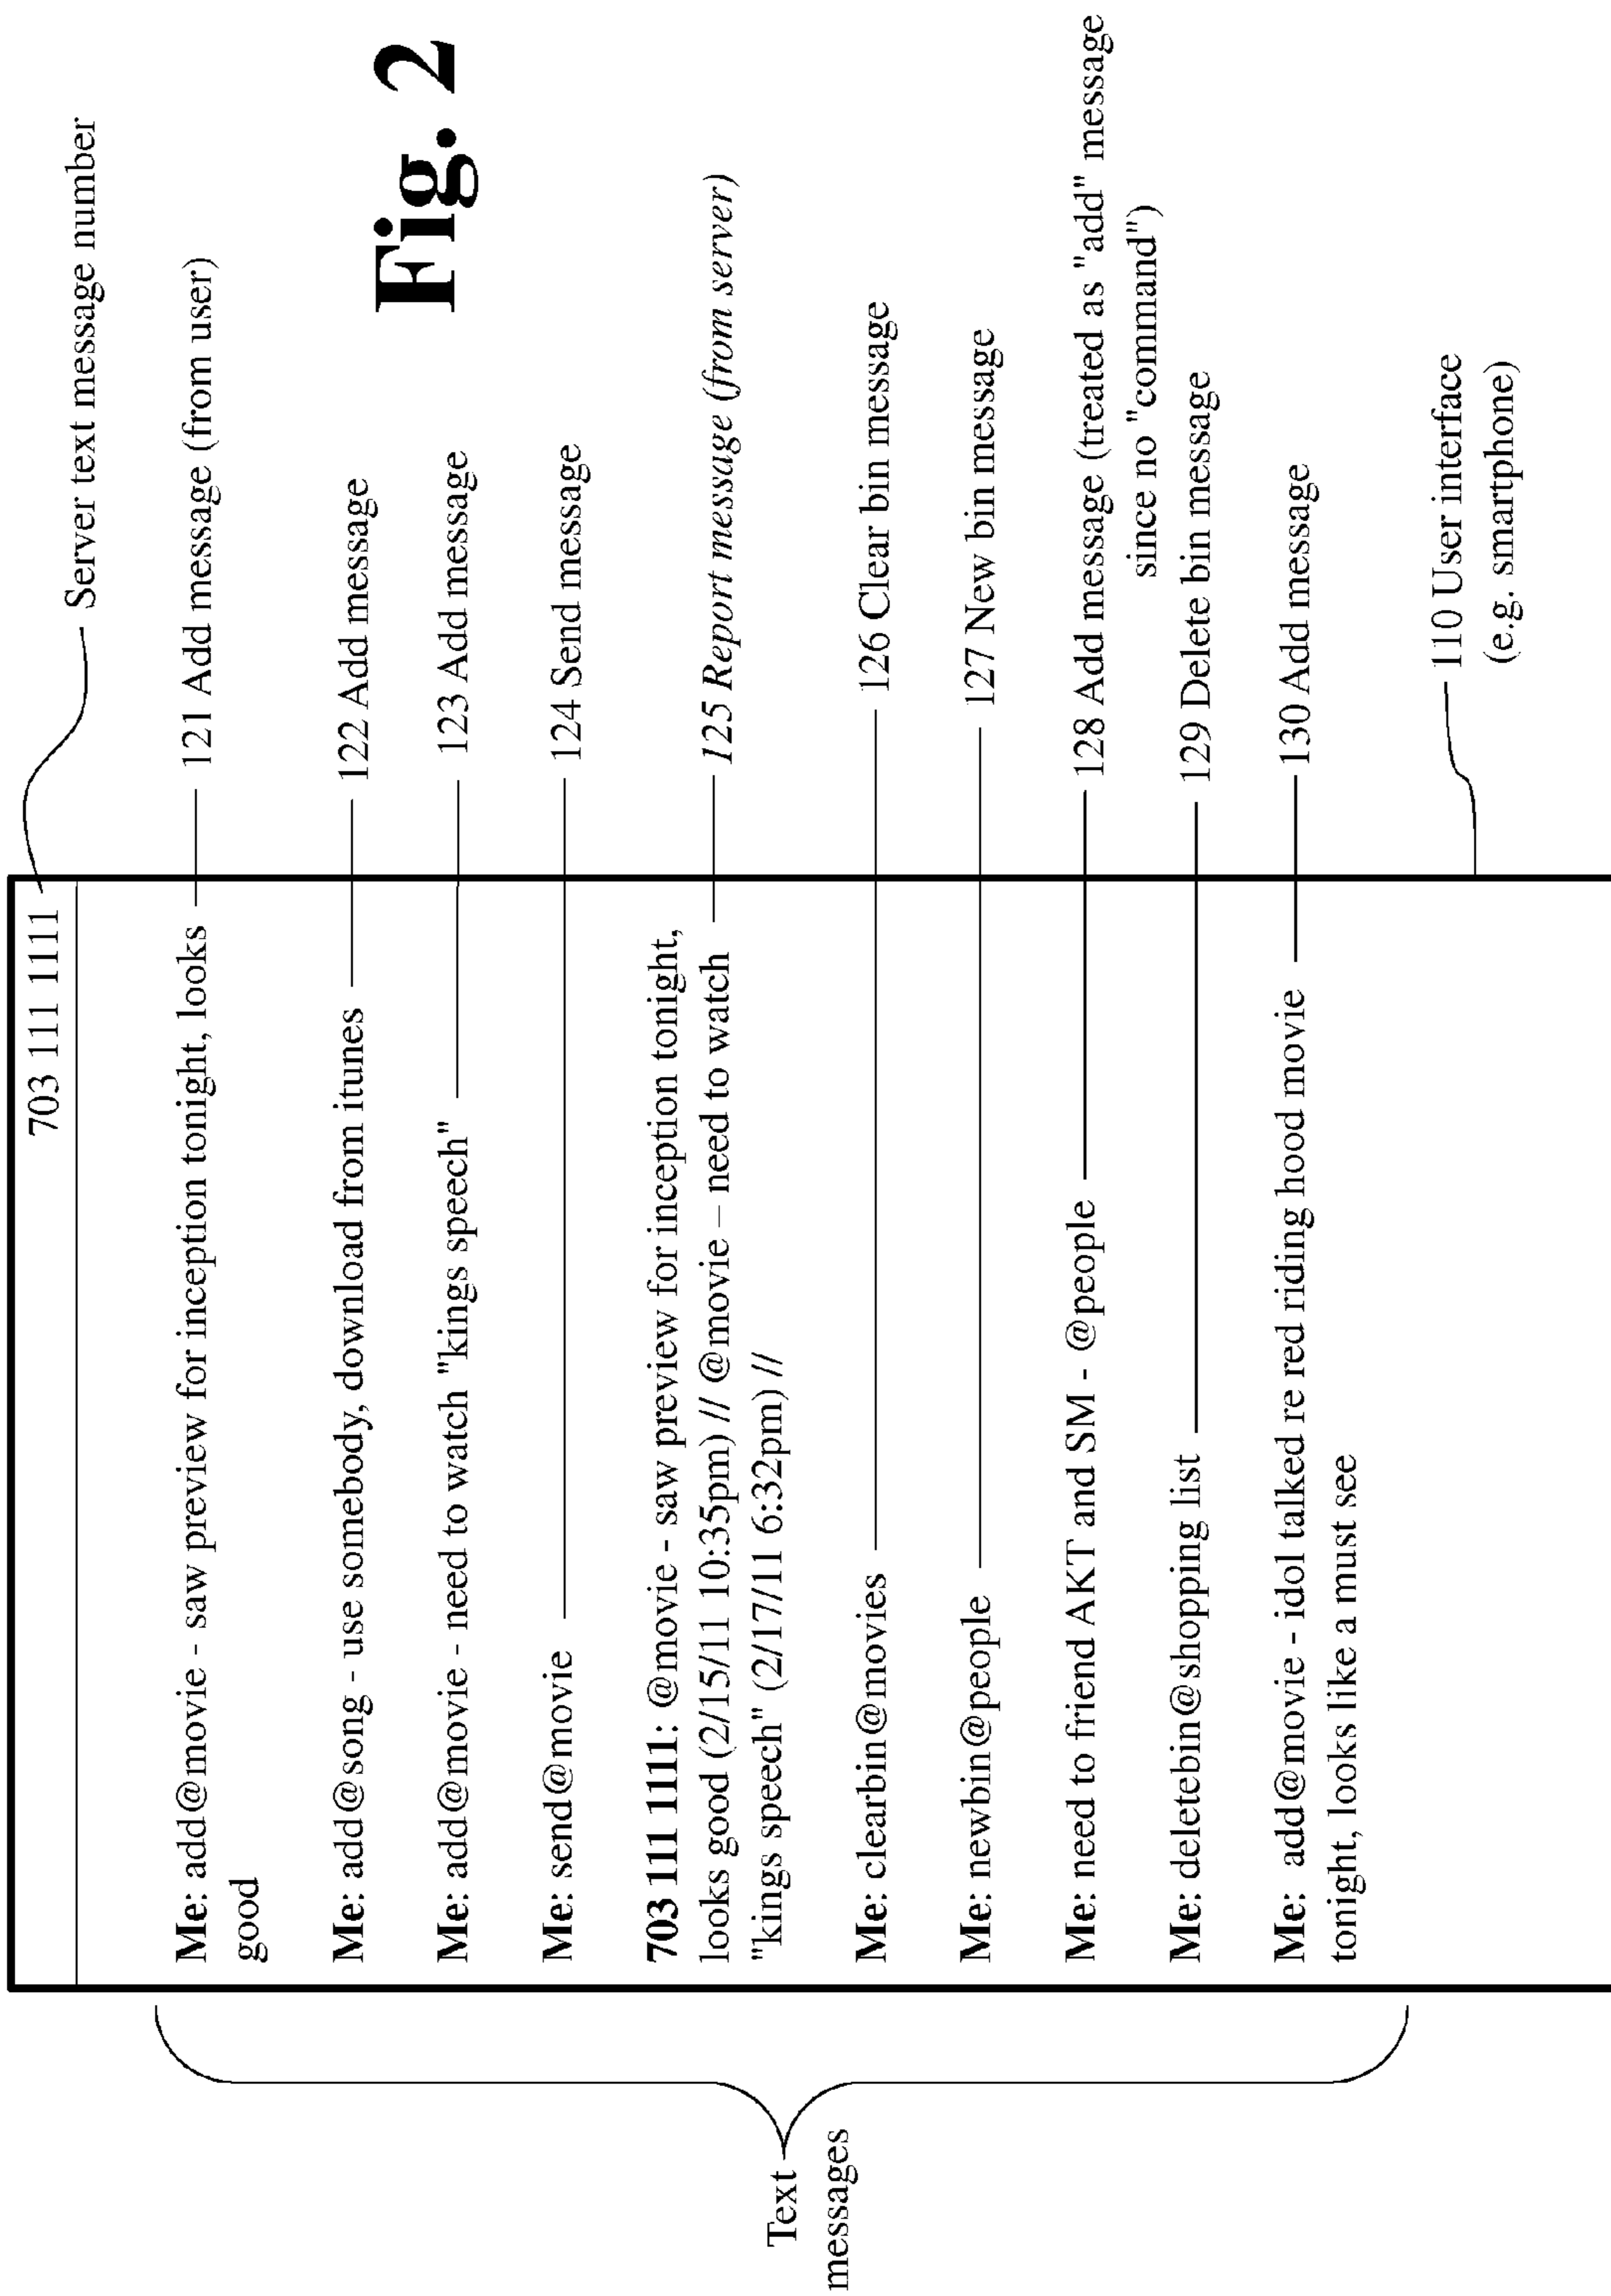 703 111 1111
Server text message number
Me: add@movie - saw preview for inception tonight, looks
good
121 Add message (from user)
Me: add@song - use somebody, download from itunes
122 Add message
Me: add@movie - need to watch "kings speech"
123 Add message
Me: send@movie
124 Send message
703 111 1111: @movie - saw preview for inception tonight,
looks good (2/15/11 10:35pm) // @movie – need to watch
"kings speech" (2/17/11 6:32pm) //
125 Report message (from server)
Me: clearbin@movies
126 Clear bin message
Me: newbin@people
127 New bin message
Me: need to friend AKT and SM - @people
128 Add message (treated as "add" message
since no "command")
Me: deletebin@shopping list
129 Delete bin message
Me: add@movie - idol talked re red riding hood movie
tonight, looks like a must see
130 Add message
110 User interface
(e.g. smartphone)
Text
messages
Fig. 2